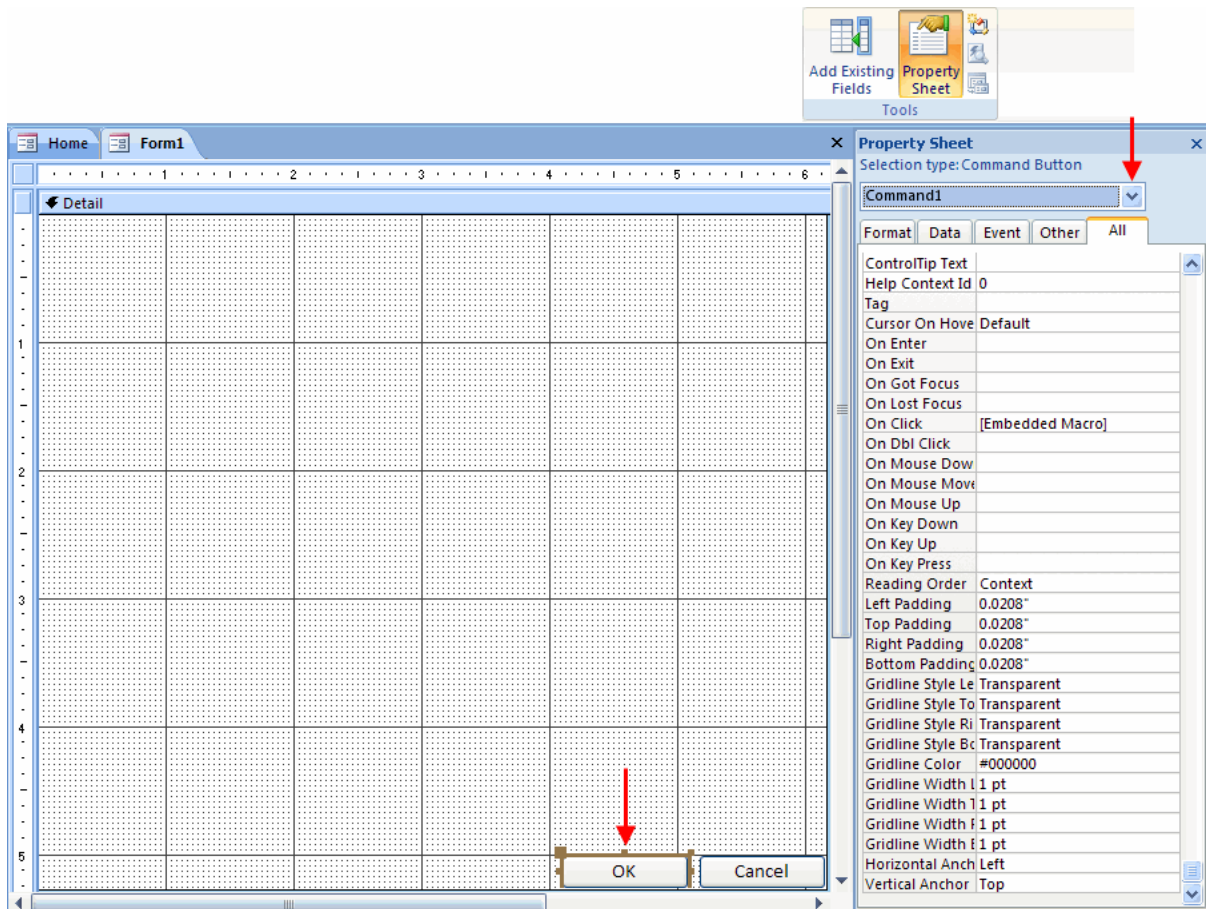 Add Existing Fields
Property Sheet
Tools
Home
Form1
Property Sheet
Selection type: Command Button
Command1
Format Data Event Other All
1 2 3 4 5 6
Detail
1
2
3
4
5
ControlTip Text
Help Context Id 0
Tag
Cursor On Hove Default
On Enter
On Exit
On Got Focus
On Lost Focus
On Click [Embedded Macro]
On Dbl Click
On Mouse Dow
On Mouse Move
On Mouse Up
On Key Down
On Key Up
On Key Press
Reading Order Context
Left Padding 0.0208"
Top Padding 0.0208"
Right Padding 0.0208"
Bottom Padding 0.0208"
Gridline Style Le Transparent
Gridline Style To Transparent
Gridline Style Ri Transparent
Gridline Style Bo Transparent
Gridline Color #000000
Gridline Width L 1 pt
Gridline Width T 1 pt
Gridline Width R 1 pt
Gridline Width B 1 pt
Horizontal Anch Left
Vertical Anchor Top
OK
Cancel